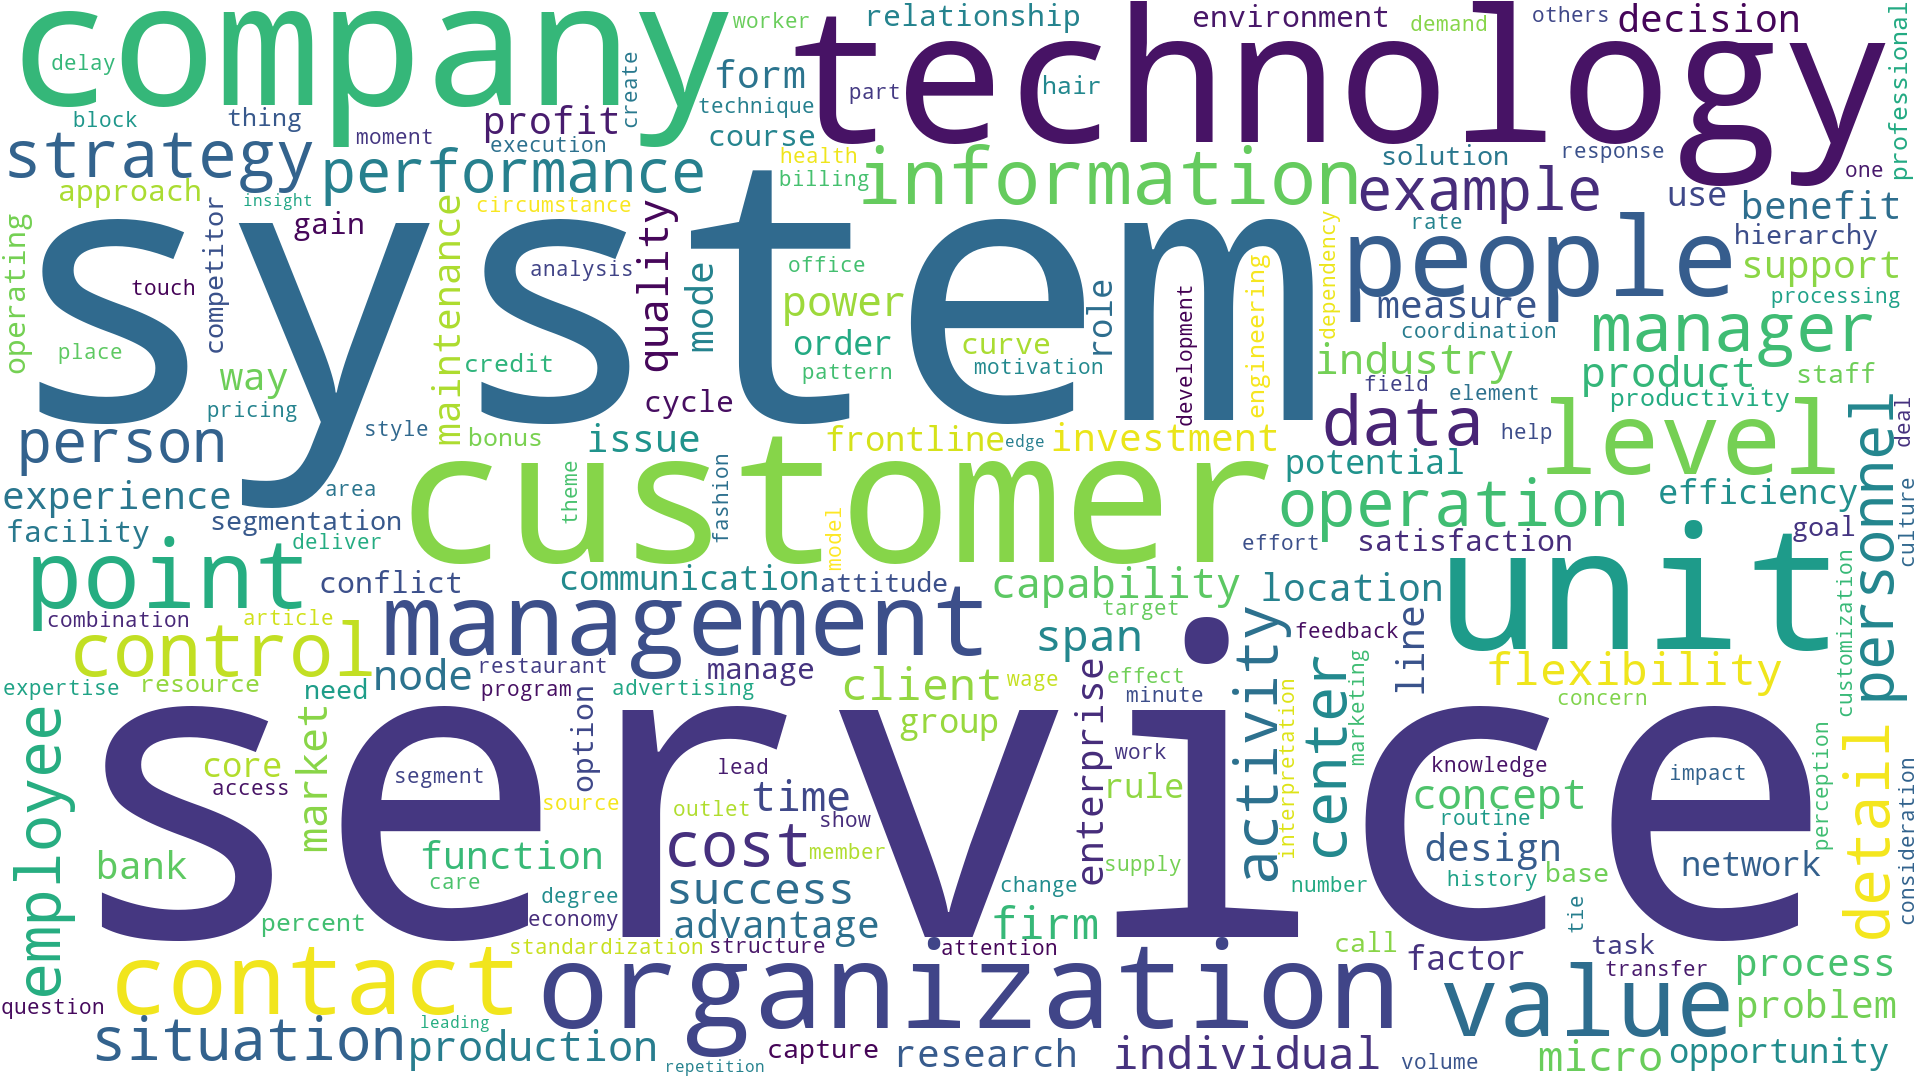 company
technology
worker
relationship
environment
demand
others
decision
professional
delay
create
form
technique
part
hair
block
thing
moment
profit
execution
course
strategy
performance
health
billing
information
solution
response
one
approach
insight
circumstance
example
use
benefit
operating
competitor
gain
maintenance
quality
system
people
rate
hierarchy
support
touch
analysis
mode
office
power
role
development
engineering
dependency
measure
processing
coordination
manager
place
way
pricing
credit
order
pattern
curve
motivation
industry
field
element
product
productivity
staff
deal
person
style
cycle
bonus
issue
frontline
edge
investment
data
help
level
personnel
experience
area
customer
theme
fashion
model
potential
operation
efficiency
culture
facility
segmentation
deliver
effort
satisfaction
goal
point
conflict
communication
attitude
capability
location
unit
customization
combination
article
target
control
management
span
activity
feedback
line
flexibility
concern
expertise
resource
need
node
restaurant
program
advertising
manage
client
wage
effect
minute
enterprise
center
marketing
interpretation
employee
market
option
group
service
core
access
segment
lead
work
knowledge
impact
perception
detail
consideration
source
outlet
time
show
rule
concept
routine
bank
function
care
cost
member
supply
design
network
success
degree
economy
change
number
history
base
percent
advantage
firm
tie
standardization
structure
attention
call
factor
task
transfer
process
contact
organization
value
problem
question
situation
leading
production
repetition
capture
research
individual
volume
micro
opportunity